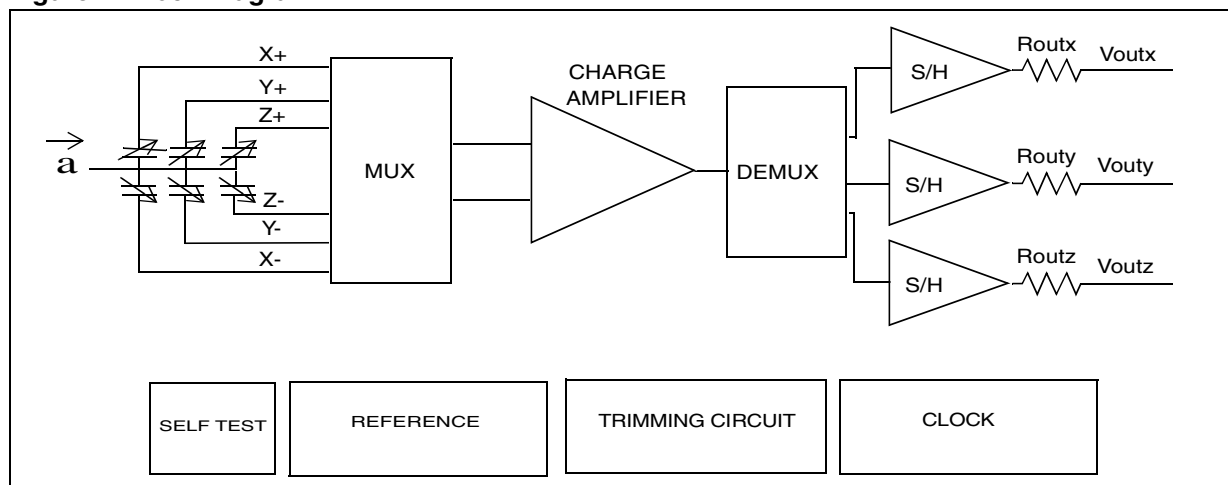 X+
Y+
Z+
a
Z-
Y-
X-
MUX
CHARGE
AMPLIFIER
DEMUX
S/H
Routx
Voutx
S/H
Routy
Vouty
S/H
Routz
Voutz
SELF TEST
REFERENCE
TRIMMING CIRCUIT
CLOCK